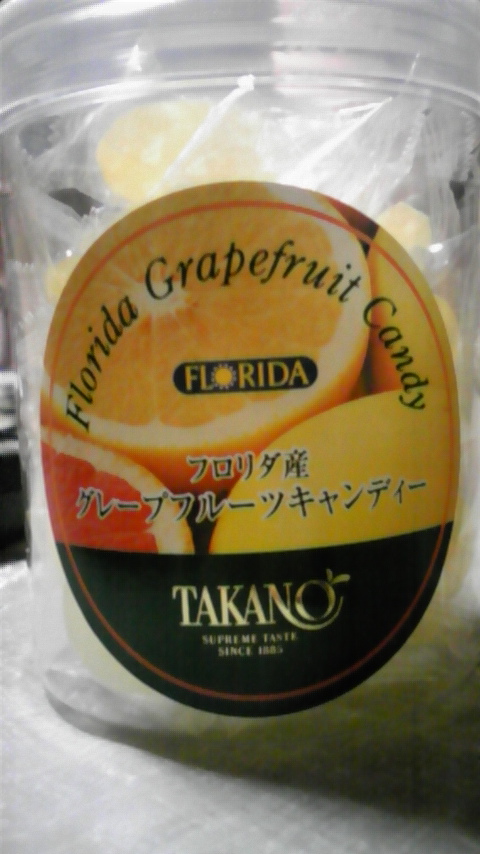 Florida Grapefruit Candy
FLORIDA
フロリダ産
グレープフルーツキャンディー
TAKANO
SUPREME TASTE
SINCE 1885